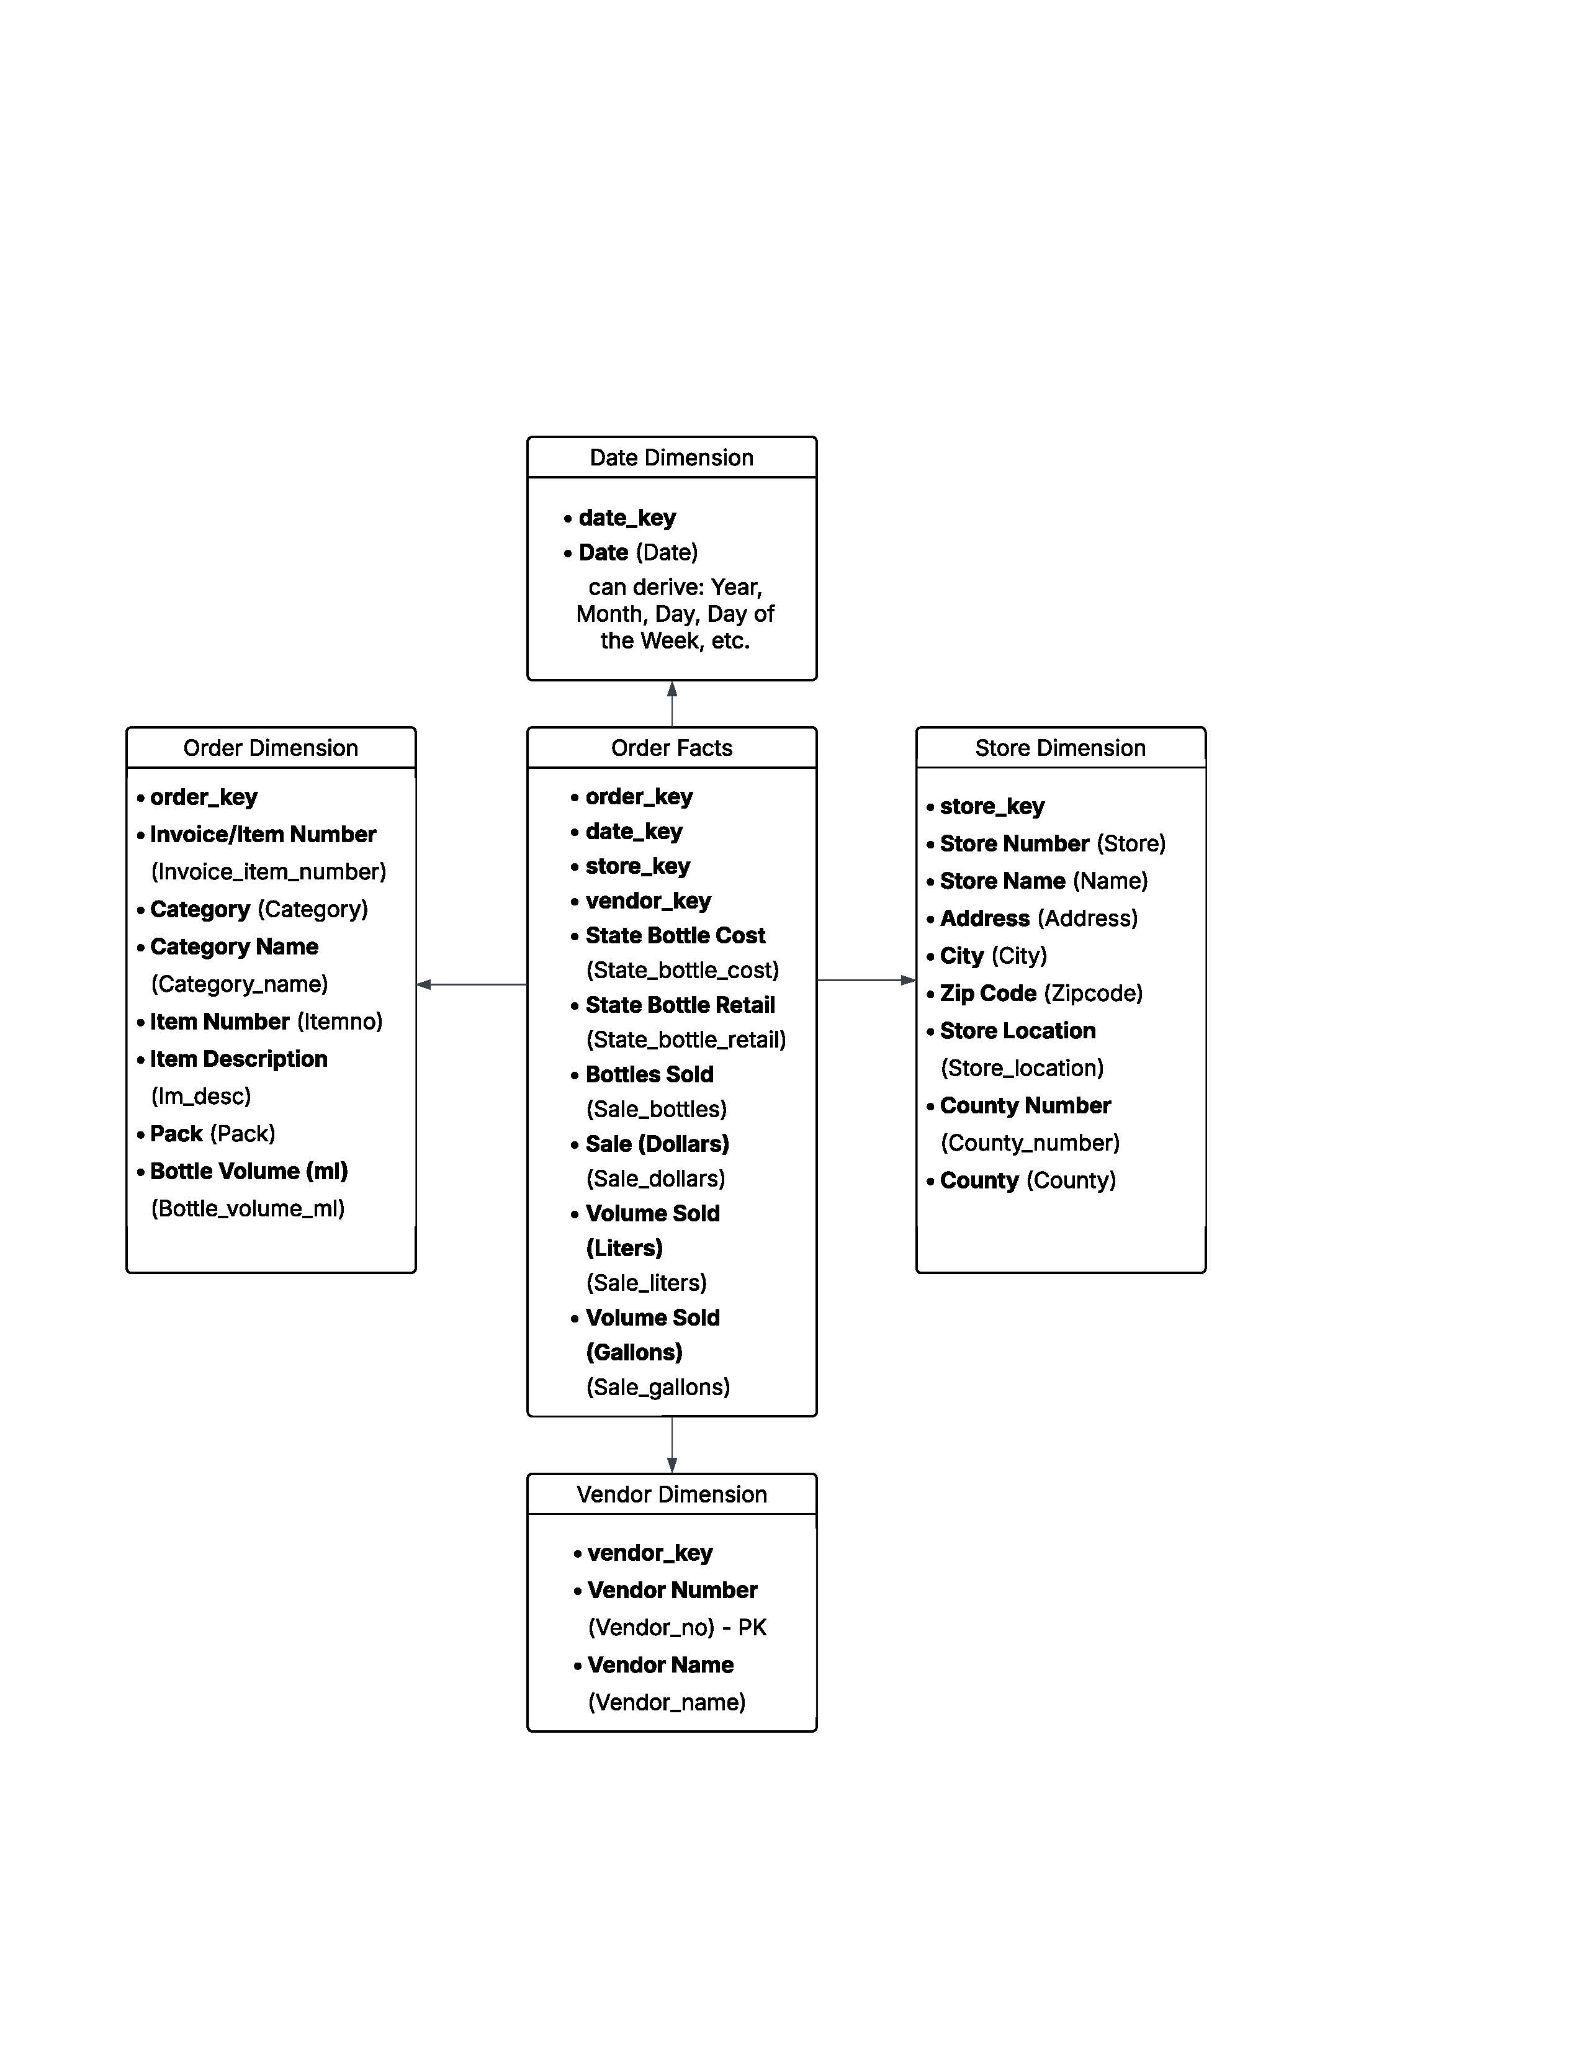 Date Dimension
• date_key
• Date (Date)
can derive: Year,
Month, Day, Day of
the Week, etc.
Order Dimension
• order_key
• Invoice/Item Number
(Invoice_item_number)
• Category (Category)
• Category Name
(Category_name)
• Item Number (Itemno)
• Item Description
(Im_desc)
• Pack (Pack)
• Bottle Volume (ml)
(Bottle_volume_ml)
Order Facts
• order_key
• date_key
• store_key
• vendor_key
• State Bottle Cost
(State_bottle_cost)
• State Bottle Retail
(State_bottle_retail)
• Bottles Sold
(Sale_bottles)
• Sale (Dollars)
(Sale_dollars)
• Volume Sold
(Liters)
(Sale_liters)
• Volume Sold
(Gallons)
(Sale_gallons)
Store Dimension
• store_key
• Store Number (Store)
• Store Name (Name)
• Address (Address)
• City (City)
• Zip Code (Zipcode)
• Store Location
(Store_location)
• County Number
(County_number)
• County (County)
Vendor Dimension
• vendor_key
• Vendor Number
(Vendor_no) - PK
• Vendor Name
(Vendor_name)